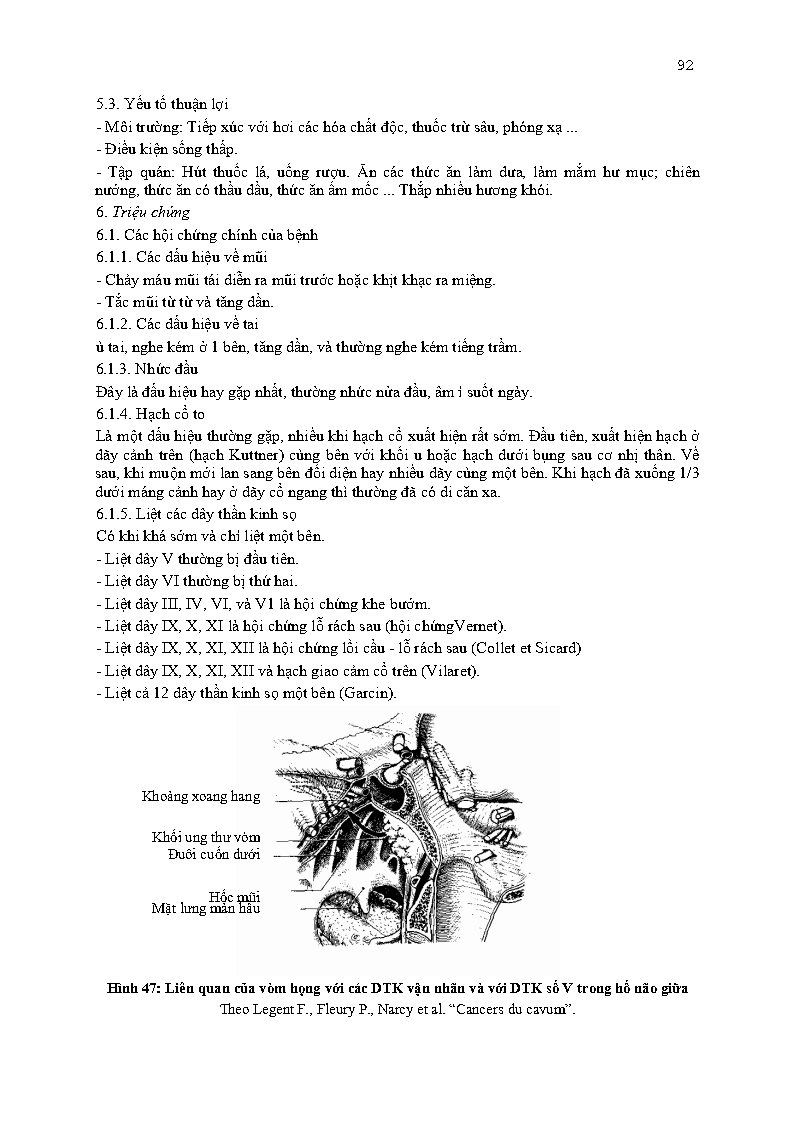 92
5.3. Yếu tố thuận lợi
- Môi trường: Tiếp xúc với hơi các hóa chất độc, thuốc trừ sâu, phóng xạ ...
- Điều kiện sống thấp.
- Tập quán: Hút thuốc lá, uống rượu. Ăn các thức ăn làm dưa, làm mắm hư mục; chiên
nướng, thức ăn có thầu dầu, thức ăn ẩm mốc ... Thắp nhiều hương khói.
6. Triệu chứng
6.1. Các hội chứng chính của bệnh
6.1.1. Các dấu hiệu về mũi
- Chảy máu mũi tái diễn ra mũi trước hoặc khịt khạc ra miệng.
- Tắc mũi từ từ và tăng dần.
6.1.2. Các dấu hiệu về tai
ù tai, nghe kém ở 1 bên, tăng dần, và thường nghe kém tiếng trầm.
6.1.3. Nhức đầu
Đây là dấu hiệu hay gặp nhất, thường nhức nửa đầu, âm ỉ suốt ngày.
6.1.4. Hạch cổ to
Là một dấu hiệu thường gặp, nhiều khi hạch cổ xuất hiện rất sớm. Đầu tiên, xuất hiện hạch ở
dãy cảnh trên (hạch Kuttner) cùng bên với khối u hoặc hạch dưới bụng sau cơ nhị thân. Về
sau, khi muộn mới lan sang bên đối diện hay nhiều dãy cùng một bên. Khi hạch đã xuống 1/3
dưới máng cảnh hay ở dãy cổ ngang thì thường đã có di căn xa.
6.1.5. Liệt các dây thần kinh sọ
Có khi khá sớm và chỉ liệt một bên.
- Liệt dây V thường bị đầu tiên.
- Liệt dây VI thường bị thứ hai.
- Liệt dây III, IV, VI, và V1 là hội chứng khe bướm.
- Liệt dây IX, X, XI là hội chứng lỗ rách sau (hội chứngVernet).
- Liệt dây IX, X, XI, XII là hội chứng lồi cầu - lỗ rách sau (Collet et Sicard)
- Liệt dây IX, X, XI, XII và hạch giao cảm cổ trên (Vilaret).
- Liệt cả 12 dây thần kinh sọ một bên (Garcin).
Khoảng xoang hang
Khối ung thư vòm
Đuôi cuốn dưới
Hốc mũi
Mặt lưng màn hầu
Hình 47: Liên quan của vòm họng với các DTK vận nhãn và với DTK số V trong hố não giữa
Theo Legent F., Fleury P., Narcy et al. “Cancers du cavum”.